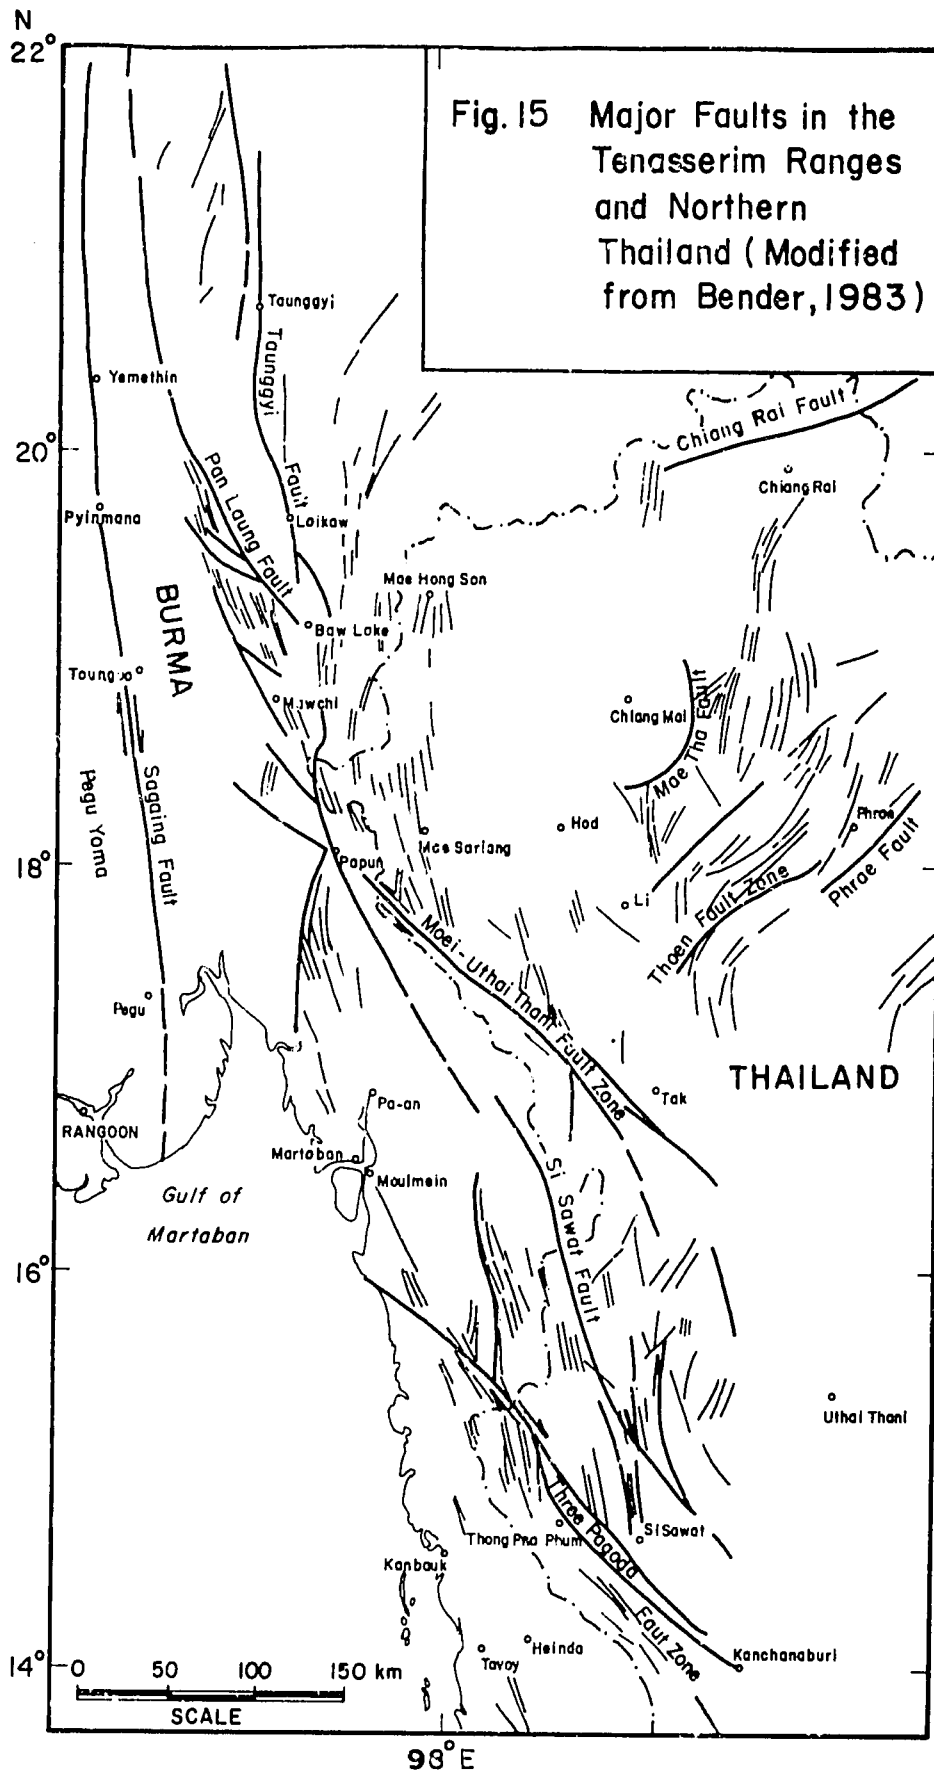 N
22°
Fig. 15 Major Faults in the
Tenasserim Ranges
and Northern
Thailand ( Modified
from Bender, 1983 )
Taunggyi
Taunggyi Fault
Yemethin
Chiang Rai Fault
20°
Pan Laung Fault
Chiang Rai
Pyinmana
Loikaw
Mae Hong Son
BURMA
Baw Lake
Toungoo
Mawchi
Chiang Mai
Mae Tha Fault
Sagaing Fault
Pegu Yoma
Hod
Phrae
Mae Sariang
Phrae Fault
18°
Papun
Li
Thoen Fault Zone
Moei - Uthai Thani Fault Zone
Pegu
THAILAND
Pa-an
Tak
RANGOON
Martaban
Moulmein
Gulf of
Martaban
Si Sawat Fault
16°
Uthai Thani
Three Pagoda
Faut Zone
Thong Pha Phum
Si Sawat
Kanbauk
Heinda
Tavoy
Kanchanaburi
14°
0 50 100 150 km
SCALE
98° E